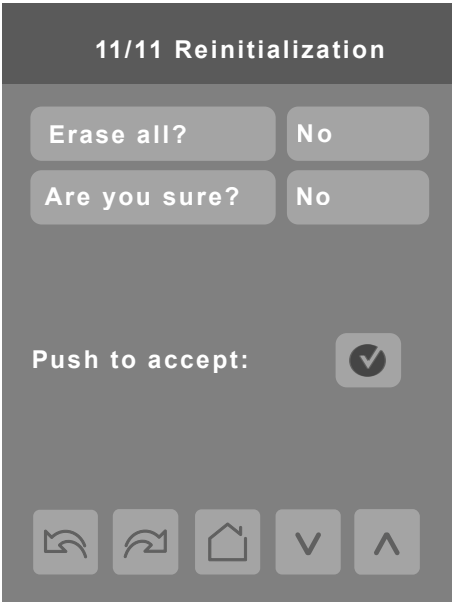 11/11 Reinitialization
Erase all? No
Are you sure? No
Push to accept: